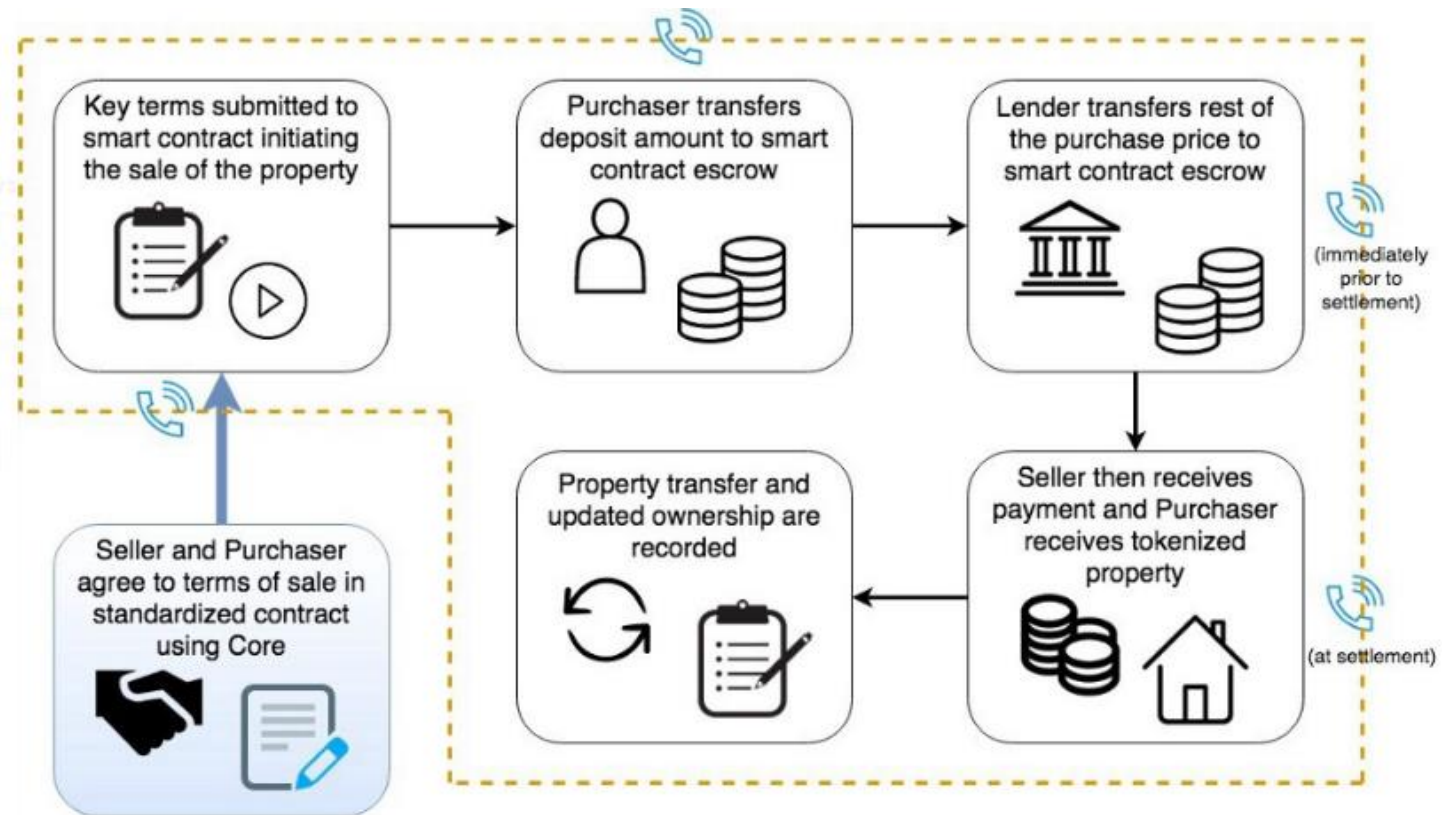 Key terms submitted to
smart contract initiating
the sale of the property
Purchaser transfers
deposit amount to smart
contract escrow
Lender transfers rest of
the purchase price to
smart contract escrow
(immediately
prior to
settlement)
Seller and Purchaser
agree to terms of sale in
standardized contract
using Core
Property transfer and
updated ownership are
recorded
Seller then receives
payment and Purchaser
receives tokenized
property
(at settlement)